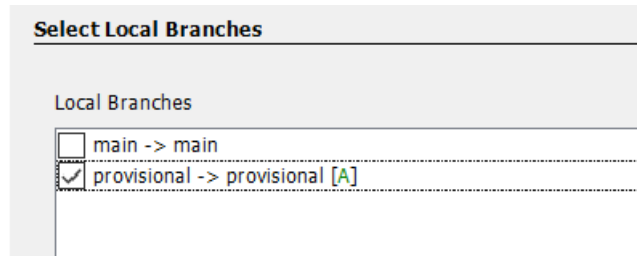 Select Local Branches
Local Branches
main -> main
provisional -> provisional [A]